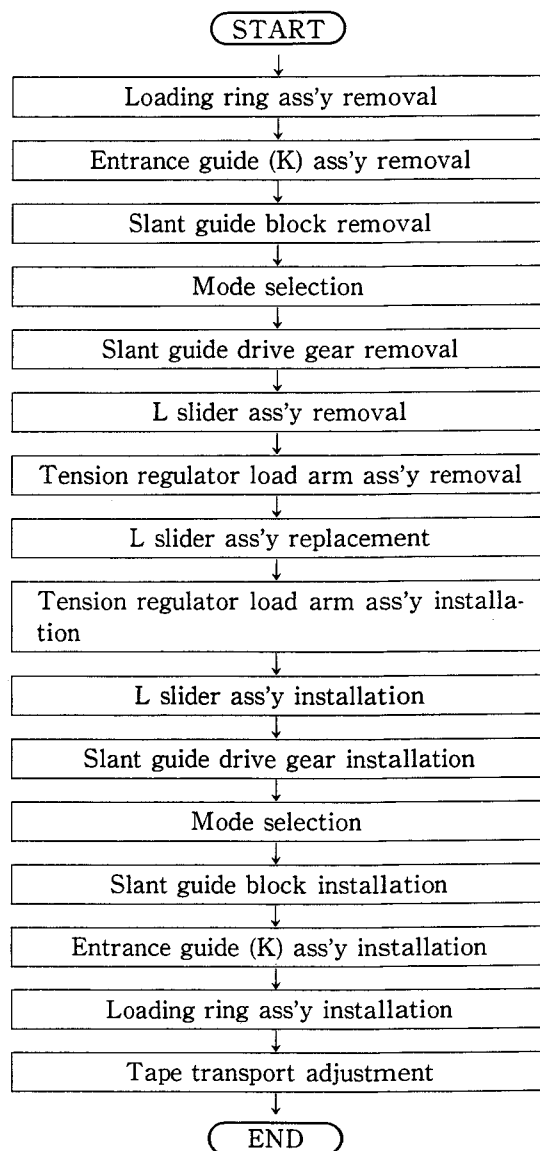 START
Loading ring ass'y removal
Entrance guide (K) ass'y removal
Slant guide block removal
Mode selection
Slant guide drive gear removal
L slider ass'y removal
Tension regulator load arm ass'y removal
L slider ass'y replacement
Tension regulator load arm ass'y installa-
tion
L slider ass'y installation
Slant guide drive gear installation
Mode selection
Slant guide block installation
Entrance guide (K) ass'y installation
Loading ring ass'y installation
Tape transport adjustment
END